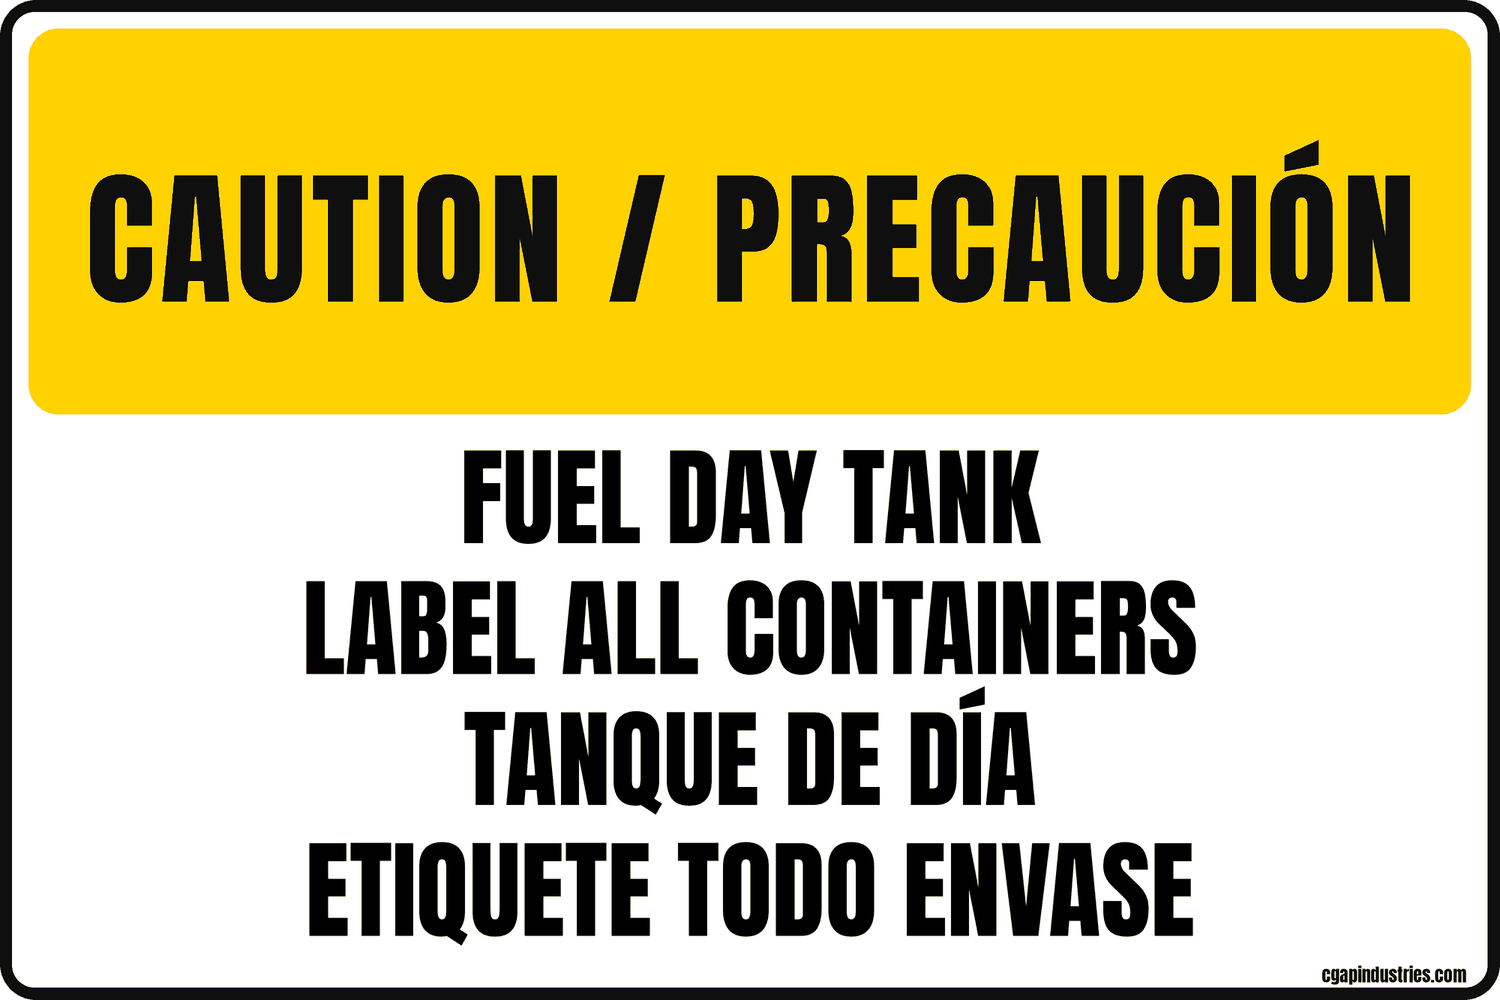 CAUTION / PRECAUCIÓN
FUEL DAY TANK
LABEL ALL CONTAINERS
TANQUE DE DÍA
ETIQUETE TODO ENVASE
cgapindustries.com